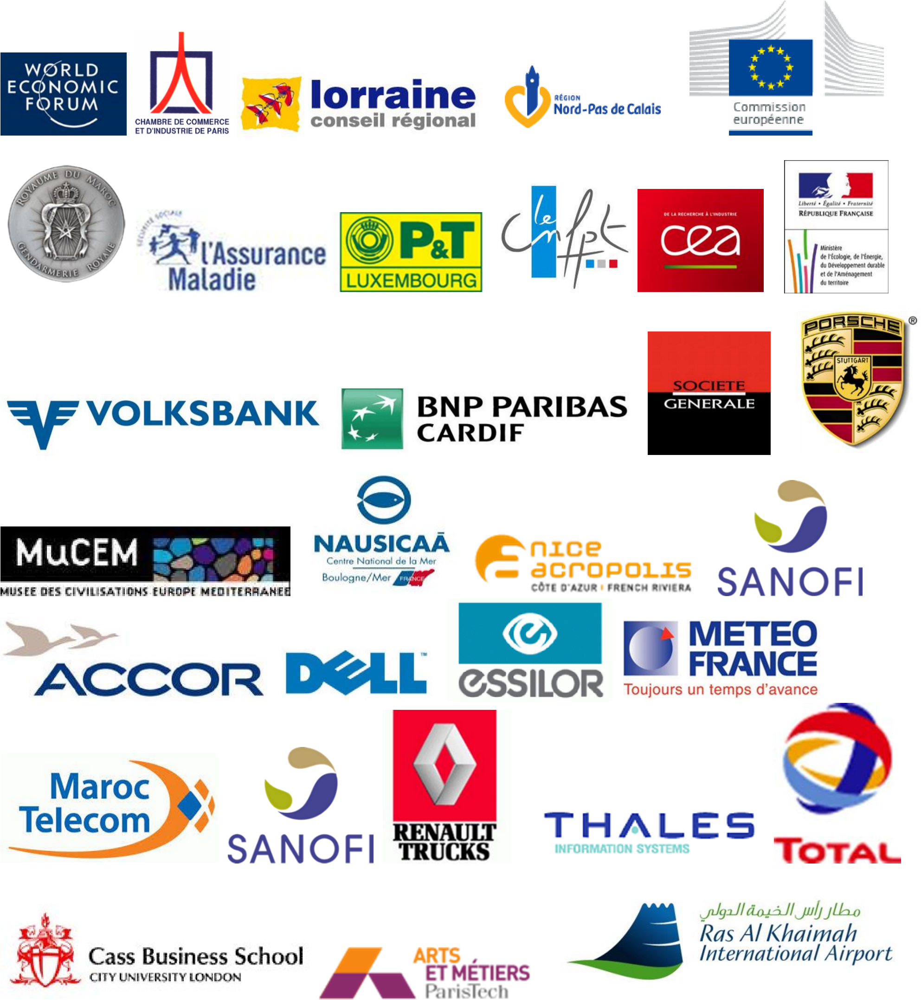 WORLD
ECONOMIC
FORUM
CHAMBRE DE COMMERCE
ET D'INDUSTRIE DE PARIS
lorraine
conseil régional
RÉGION
Nord-Pas de Calais
Commission
européenne
ROYAUME DU MAROC
GENDARMERIE ROYALE
SÉCURITÉ SOCIALE
l'Assurance
Maladie
P&T
LUXEMBOURG
le
cnfpt
DE LA RECHERCHE À L'INDUSTRIE
cea
Liberté • Égalité • Fraternité
RÉPUBLIQUE FRANÇAISE
Ministère
de l'Écologie, de l'Énergie,
du Développement durable
et de l'Aménagement
du territoire
VOLKSBANK
BNP PARIBAS
CARDIF
SOCIETE
GENERALE
PORSCHE ®
STUTTGART
MuCEM
MUSEE DES CIVILISATIONS EUROPE MEDITERRANEE
NAUSICAÄ
Centre National de la Mer
Boulogne/Mer FRANCE
nice
acropolis
CÔTE D'AZUR FRENCH RIVIERA
SANOFI
ACCOR
DELL™
essilor
METEO
FRANCE
Toujours un temps d'avance
Maroc
Telecom
SANOFI
RENAULT
TRUCKS
THALES
INFORMATION SYSTEMS
TOTAL
Cass Business School
CITY UNIVERSITY LONDON
ARTS
ET MÉTIERS
ParisTech
مطار رأس الخيمة الدولي
Ras Al Khaimah
International Airport